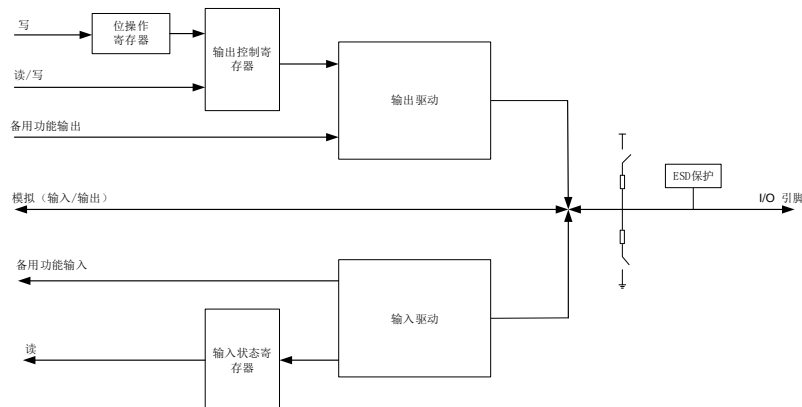 写
位操作
寄存器
输出控制寄
存器
读/写
输出驱动
备用功能输出
ESD保护
模拟（输入/输出）
I/O 引脚
备用功能输入
输入驱动
读
输入状态寄
存器